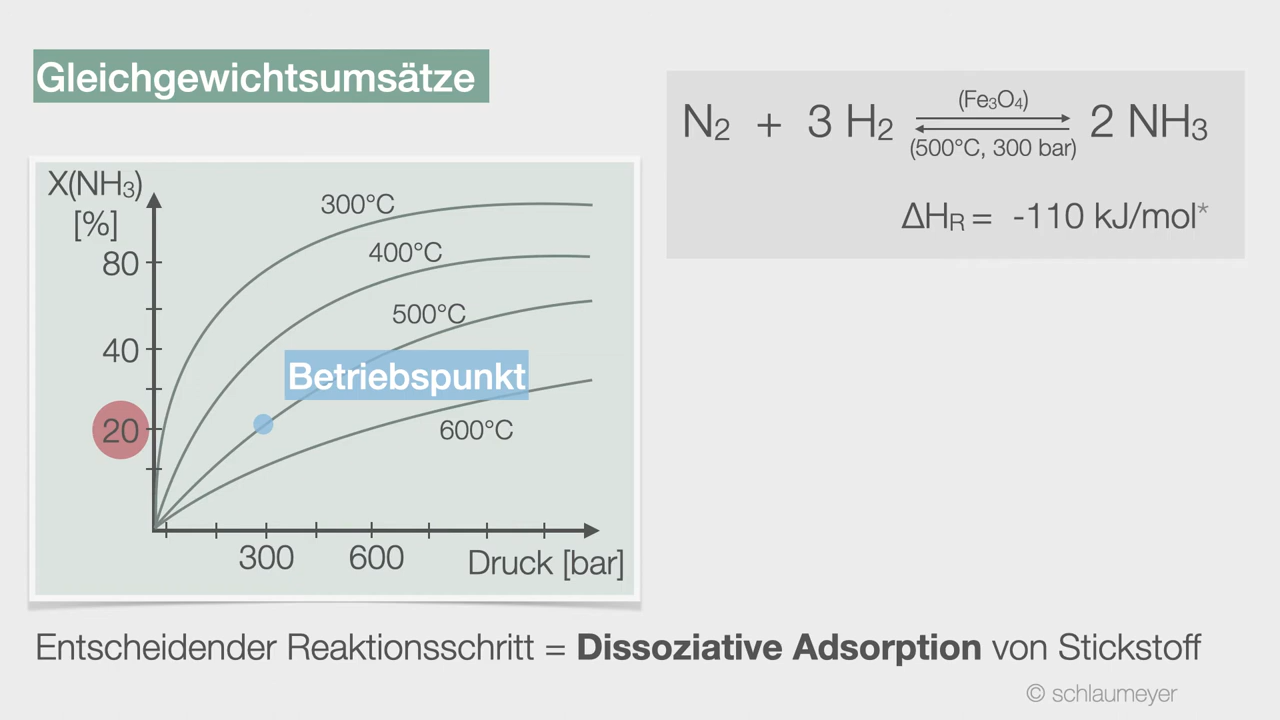 Gleichgewichtsumsätze
N₂ + 3 H₂ (Fe₃O₄) 2 NH₃
(500°C, 300 bar)
ΔH_R = -110 kJ/mol*
X(NH₃)
[%]
300°C
400°C
80
500°C
40
Betriebspunkt
20
600°C
300
600
Druck [bar]
Entscheidender Reaktionsschritt = Dissoziative Adsorption von Stickstoff
© schlaumeyer